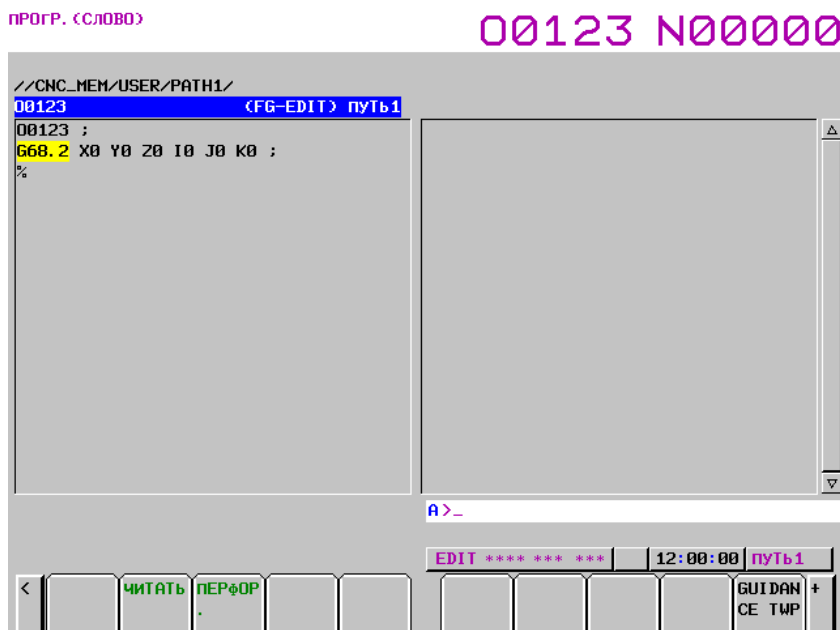 ПРОГР.(СЛОВО)
O0123 N00000
//CNC_MEM/USER/PATH1/
O0123 (FG-EDIT) ПУТЬ1
O0123 ;
G68.2 X0 Y0 Z0 I0 J0 K0 ;
%
A>_
EDIT **** *** *** 12:00:00 ПУТЬ1
< ЧИТАТЬ ПЕРФОР GUIDAN +
. CE TWP